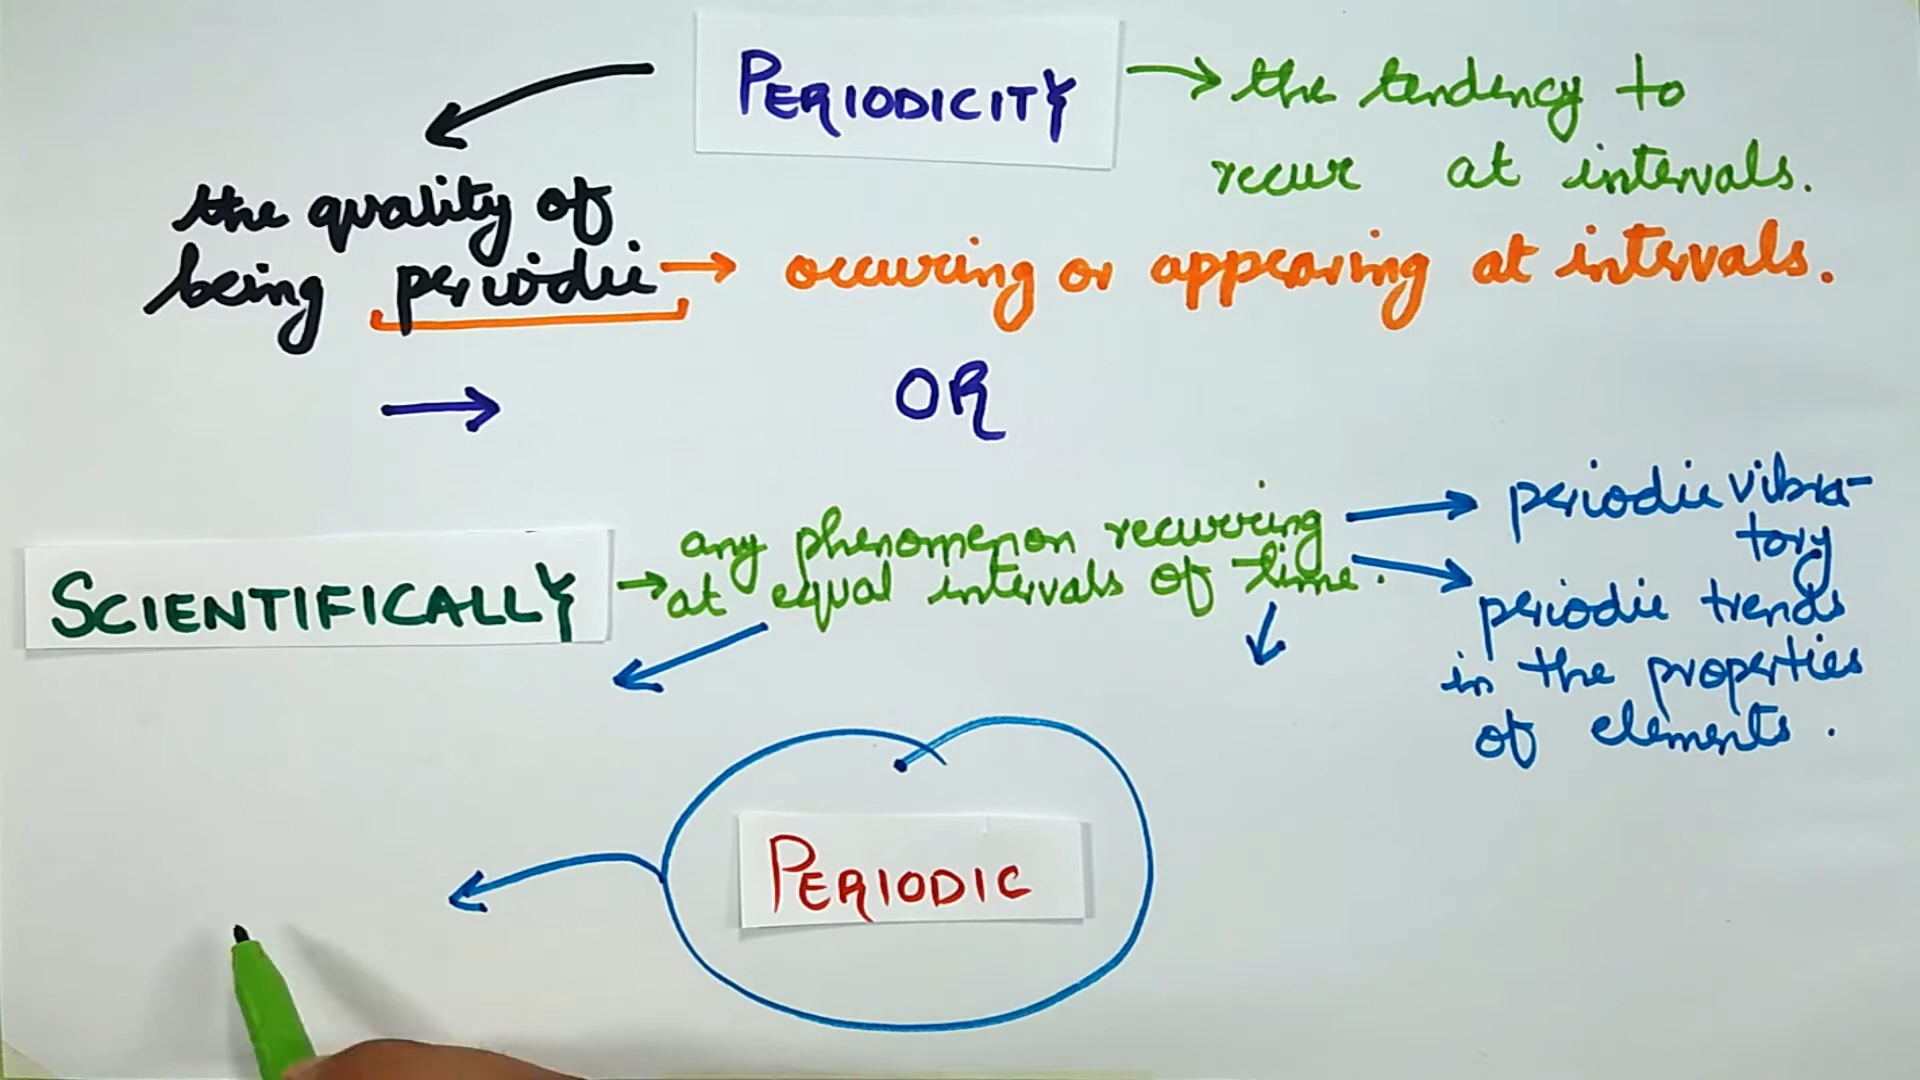 PERIODICITY
the tendency to
recur at intervals.
the quality of
being periodic
occuring or appearing at intervals.
OR
SCIENTIFICALLY
any phenomenon recurring
at equal intervals of time.
periodic vibra-
tory
periodic trends
in the properties
of elements.
PERIODIC